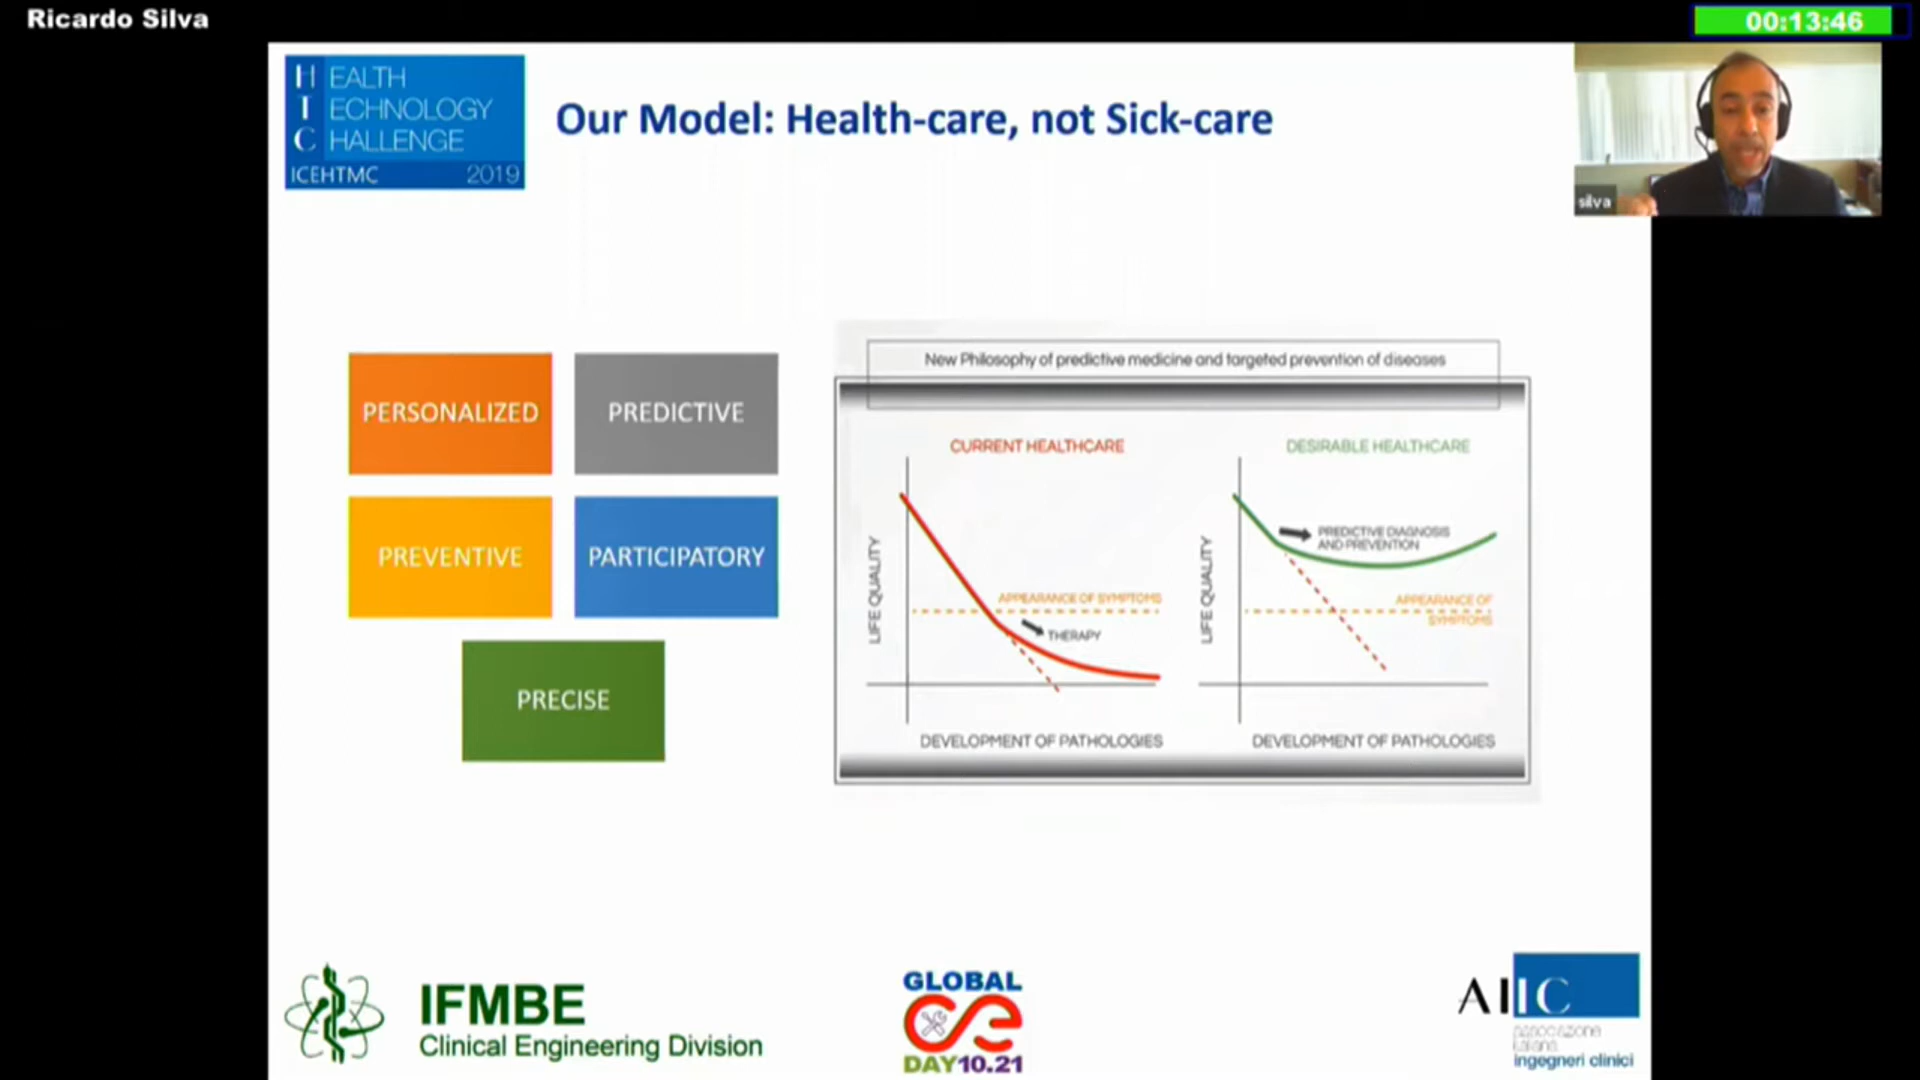 Ricardo Silva
00:13:46
HEALTH
TECHNOLOGY
CHALLENGE
ICEHTMC 2019
Our Model: Health-care, not Sick-care
silva
PERSONALIZED
PREDICTIVE
PREVENTIVE
PARTICIPATORY
PRECISE
New Philosophy of predictive medicine and targeted prevention of diseases
CURRENT HEALTHCARE
LIFE QUALITY
APPEARANCE OF SYMPTOMS
THERAPY
DEVELOPMENT OF PATHOLOGIES
DESIRABLE HEALTHCARE
LIFE QUALITY
PREDICTIVE DIAGNOSIS
AND PREVENTION
APPEARANCE OF
SYMPTOMS
DEVELOPMENT OF PATHOLOGIES
IFMBE
Clinical Engineering Division
GLOBAL
CE
DAY10.21
AIIC
associazione
italiana
ingegneri clinici